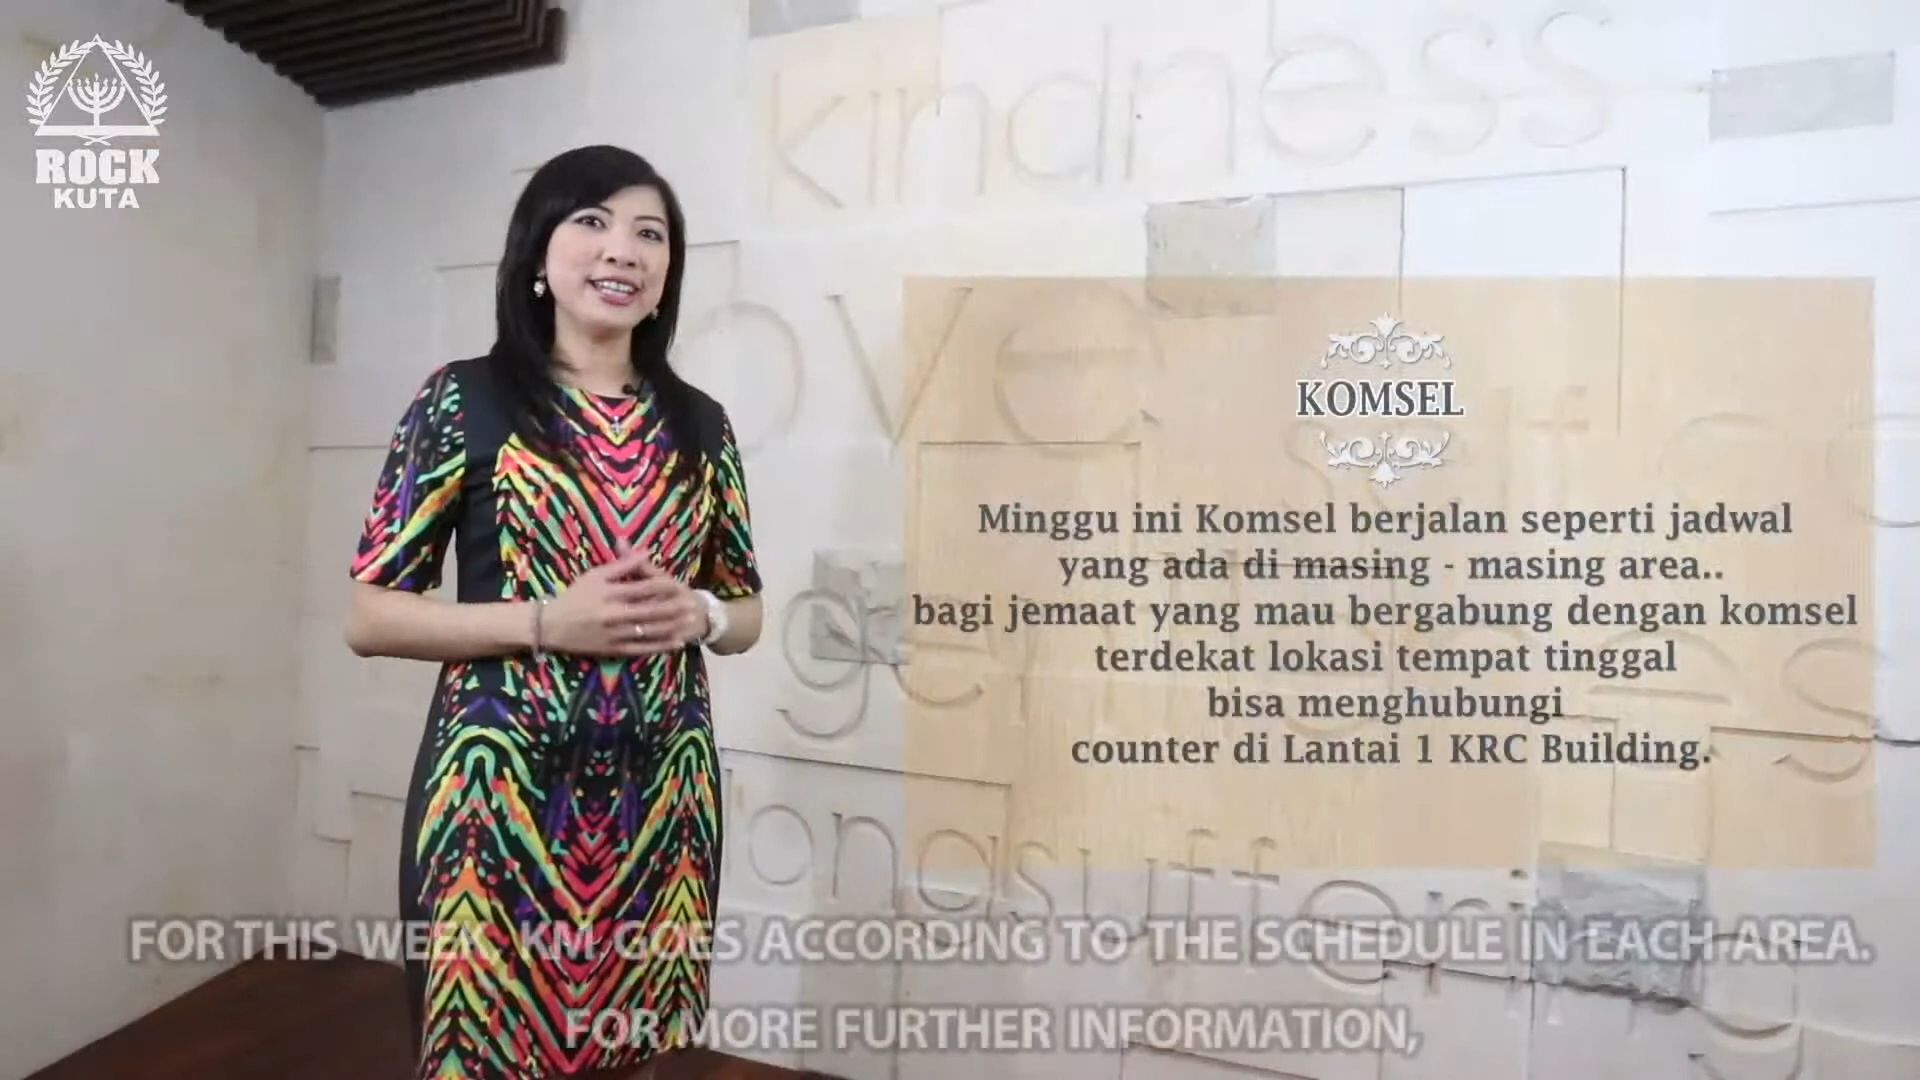 ROCK
KUTA
kindness
love
KOMSEL
Minggu ini Komsel berjalan seperti jadwal
yang ada di masing - masing area..
bagi jemaat yang mau bergabung dengan komsel
terdekat lokasi tempat tinggal
bisa menghubungi
counter di Lantai 1 KRC Building.
longsuffering
FOR THIS WEEK, KM GOES ACCORDING TO THE SCHEDULE IN EACH AREA.
FOR MORE FURTHER INFORMATION,